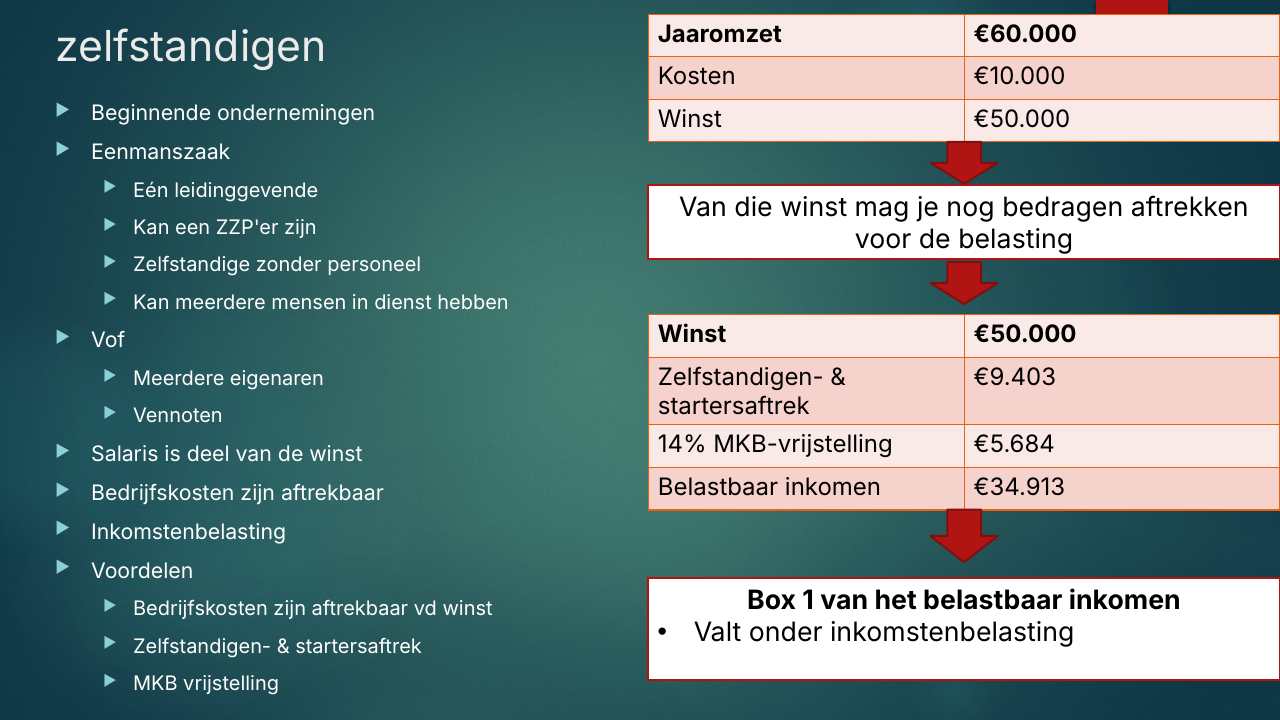 zelfstandigen
Beginnende ondernemingen
Eenmanszaak
Eén leidinggevende
Kan een ZZP'er zijn
Zelfstandige zonder personeel
Kan meerdere mensen in dienst hebben
Vof
Meerdere eigenaren
Vennoten
Salaris is deel van de winst
Bedrijfskosten zijn aftrekbaar
Inkomstenbelasting
Voordelen
Bedrijfskosten zijn aftrekbaar vd winst
Zelfstandigen- & startersaftrek
MKB vrijstelling
Jaaromzet €60.000
Kosten €10.000
Winst €50.000
Van die winst mag je nog bedragen aftrekken
voor de belasting
Winst €50.000
Zelfstandigen- & €9.403
startersaftrek
14% MKB-vrijstelling €5.684
Belastbaar inkomen €34.913
Box 1 van het belastbaar inkomen
• Valt onder inkomstenbelasting